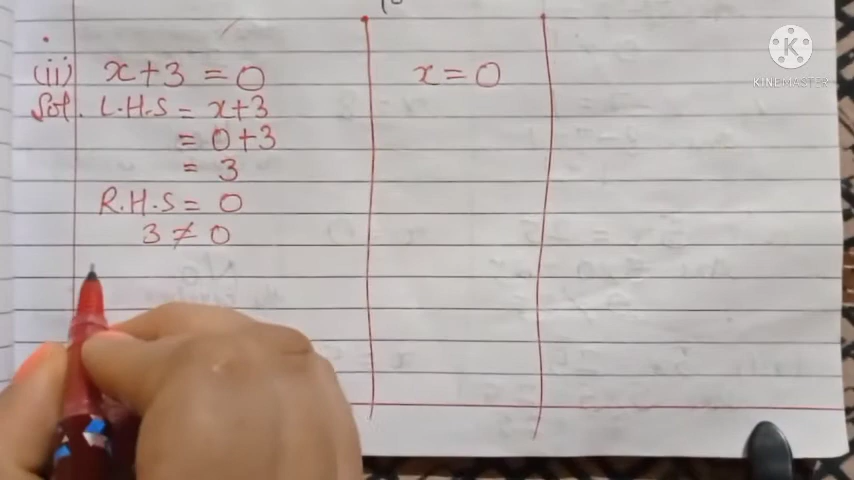 (ii) x+3 = 0 x = 0
Sol. L.H.S = x+3
= 0+3
= 3
R.H.S = 0
3 ≠ 0
K
KINEMASTER